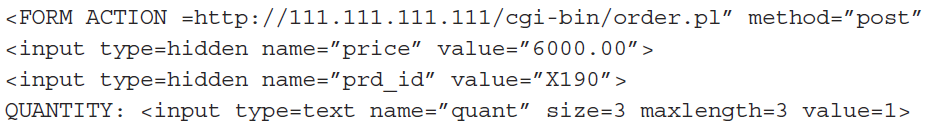 <FORM ACTION =http://111.111.111.111/cgi-bin/order.pl” method=”post”
<input type=hidden name=”price” value=”6000.00”>
<input type=hidden name=”prd_id” value=”X190”>
QUANTITY: <input type=text name=”quant” size=3 maxlength=3 value=1>